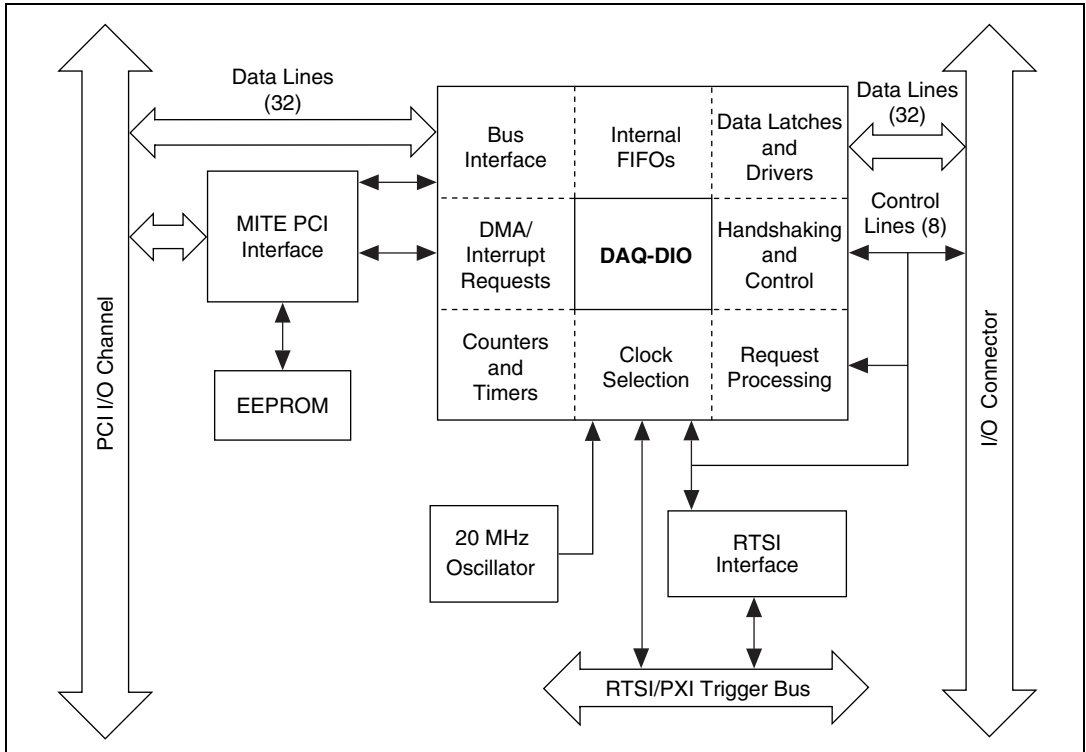 PCI I/O Channel
Data Lines
(32)
MITE PCI
Interface
EEPROM
Bus
Interface
Internal
FIFOs
Data Latches
and
Drivers
DMA/
Interrupt
Requests
DAQ-DIO
Handshaking
and
Control
Counters
and
Timers
Clock
Selection
Request
Processing
Data Lines
(32)
Control
Lines (8)
I/O Connector
20 MHz
Oscillator
RTSI
Interface
RTSI/PXI Trigger Bus